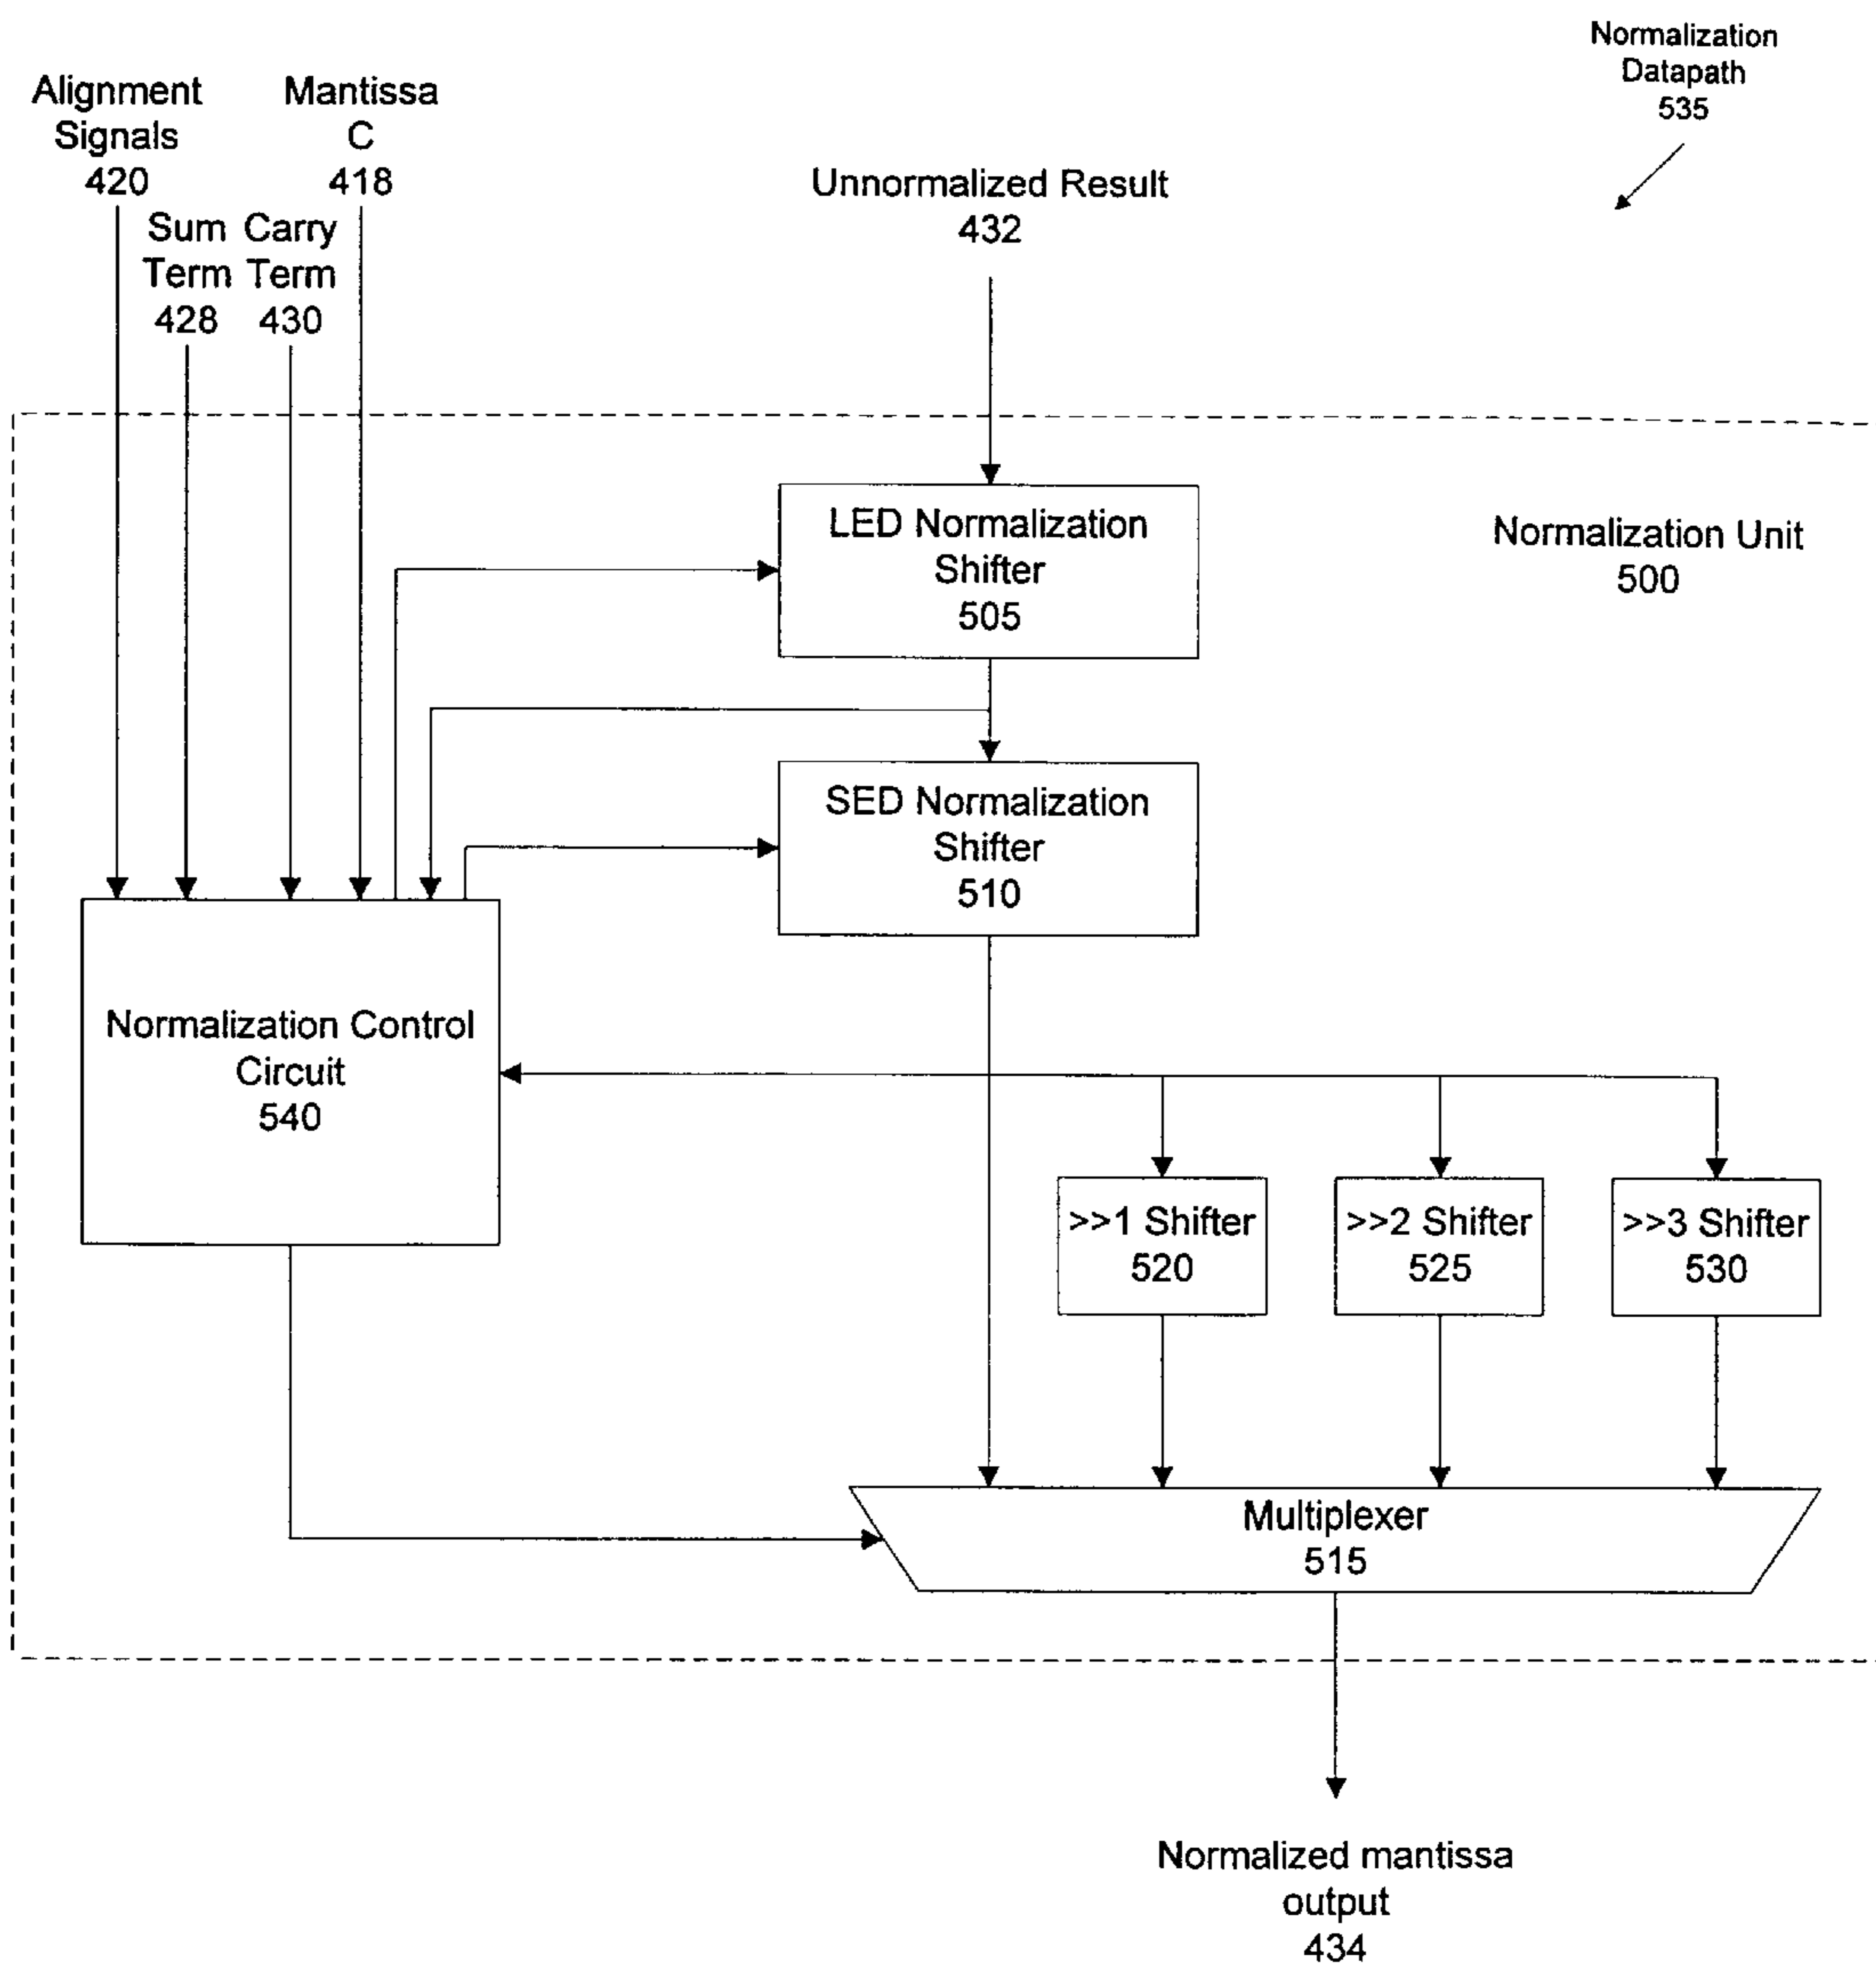 Normalization
Datapath
535
Alignment
Signals
420
Mantissa
C
418
Sum
Term
428
Carry
Term
430
Unnormalized Result
432
LED Normalization
Shifter
505
Normalization Unit
500
SED Normalization
Shifter
510
Normalization Control
Circuit
540
>>1 Shifter
520
>>2 Shifter
525
>>3 Shifter
530
Multiplexer
515
Normalized mantissa
output
434